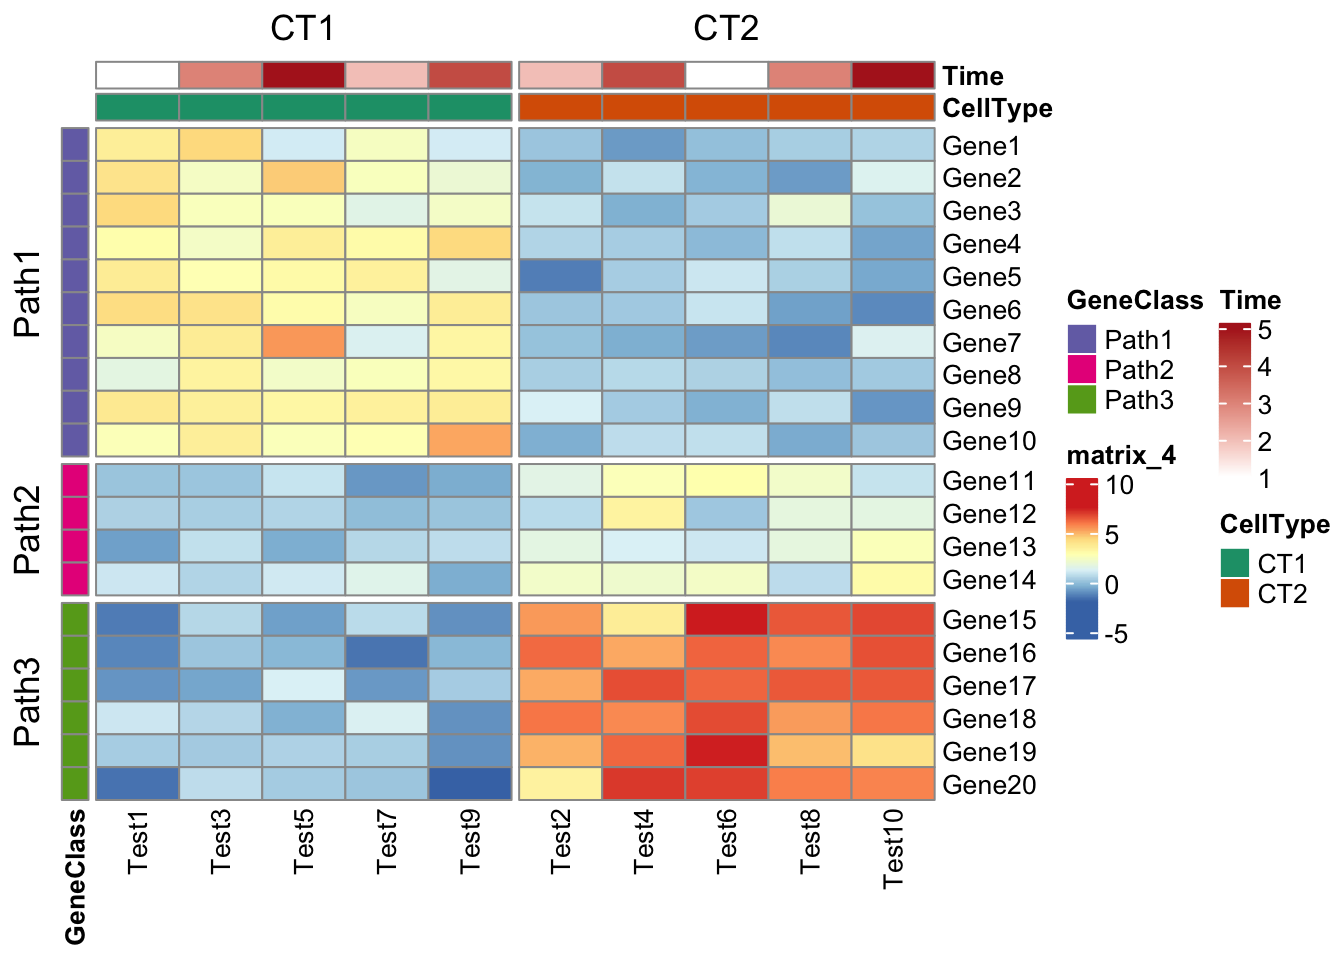 CT1
CT2
Time
CellType
Path1
Path2
Path3
Gene1
Gene2
Gene3
Gene4
Gene5
Gene6
Gene7
Gene8
Gene9
Gene10
Gene11
Gene12
Gene13
Gene14
Gene15
Gene16
Gene17
Gene18
Gene19
Gene20
GeneClass
Test1
Test3
Test5
Test7
Test9
Test2
Test4
Test6
Test8
Test10
GeneClass
Path1
Path2
Path3
matrix_4
10
5
0
-5
Time
5
4
3
2
1
CellType
CT1
CT2